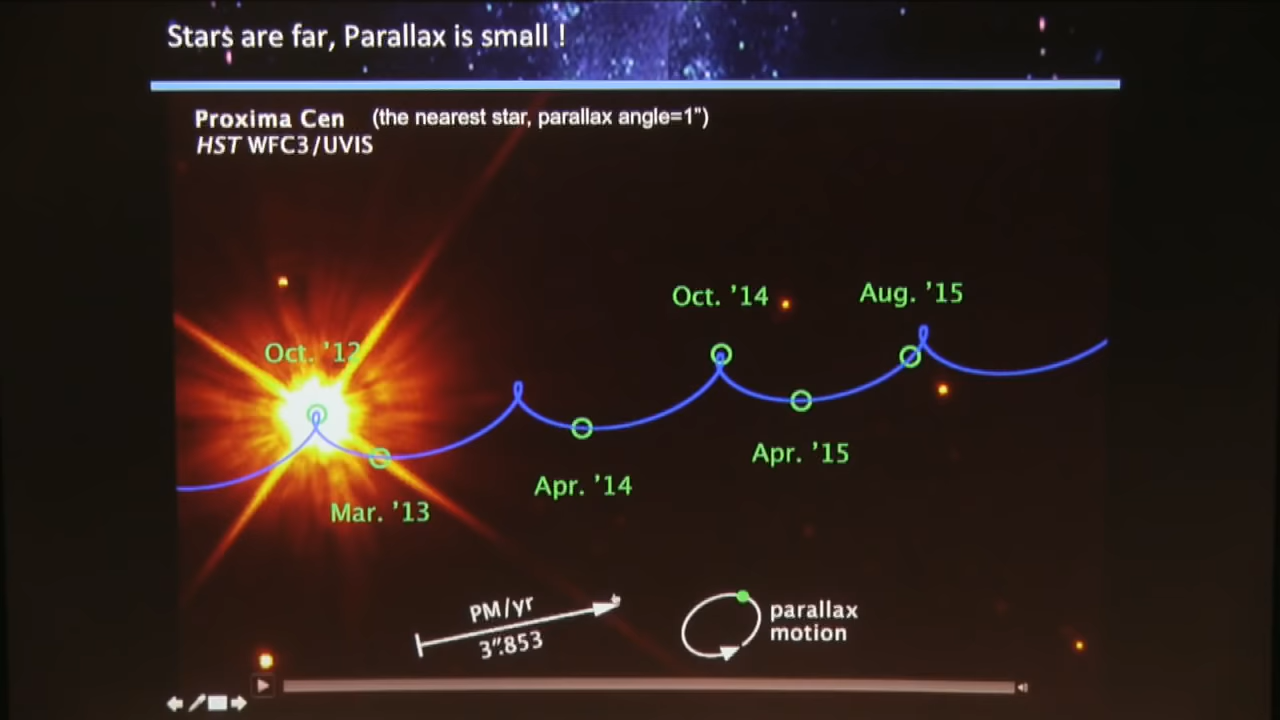 Stars are far, Parallax is small !
Proxima Cen (the nearest star, parallax angle=1")
HST WFC3/UVIS
Oct. '14
Aug. '15
Oct. '12
Apr. '15
Apr. '14
Mar. '13
PM/yr
3".853
parallax
motion